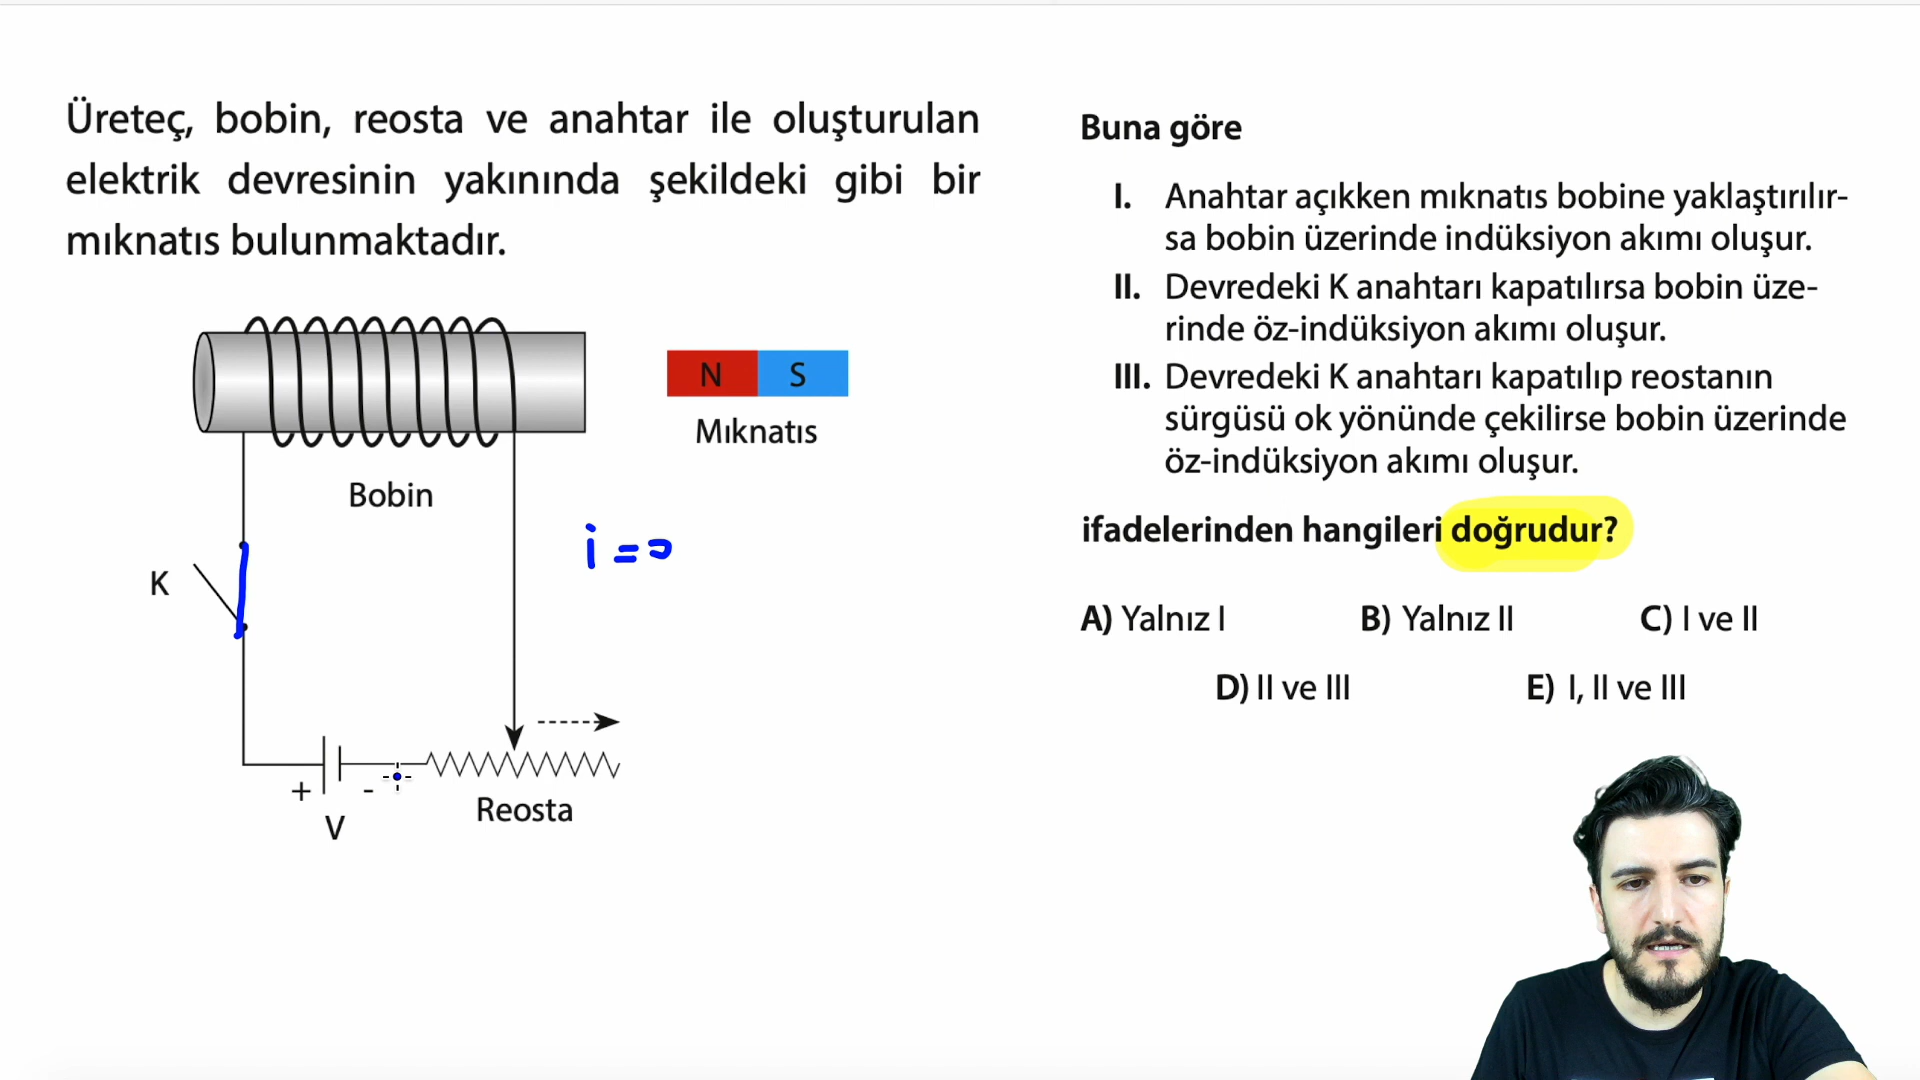 Üreteç, bobin, reosta ve anahtar ile oluşturulan
elektrik devresinin yakınında şekildeki gibi bir
mıknatıs bulunmaktadır.
N S
Mıknatıs
Bobin
i =
K
+ -
V
Reosta
Buna göre
I. Anahtar açıkken mıknatıs bobine yaklaştırılır-
sa bobin üzerinde indüksiyon akımı oluşur.
II. Devredeki K anahtarı kapatılırsa bobin üze-
rinde öz-indüksiyon akımı oluşur.
III. Devredeki K anahtarı kapatılıp reostanın
sürgüsü ok yönünde çekilirse bobin üzerinde
öz-indüksiyon akımı oluşur.
ifadelerinden hangileri doğrudur?
A) Yalnız I B) Yalnız II C) I ve II
D) II ve III E) I, II ve III